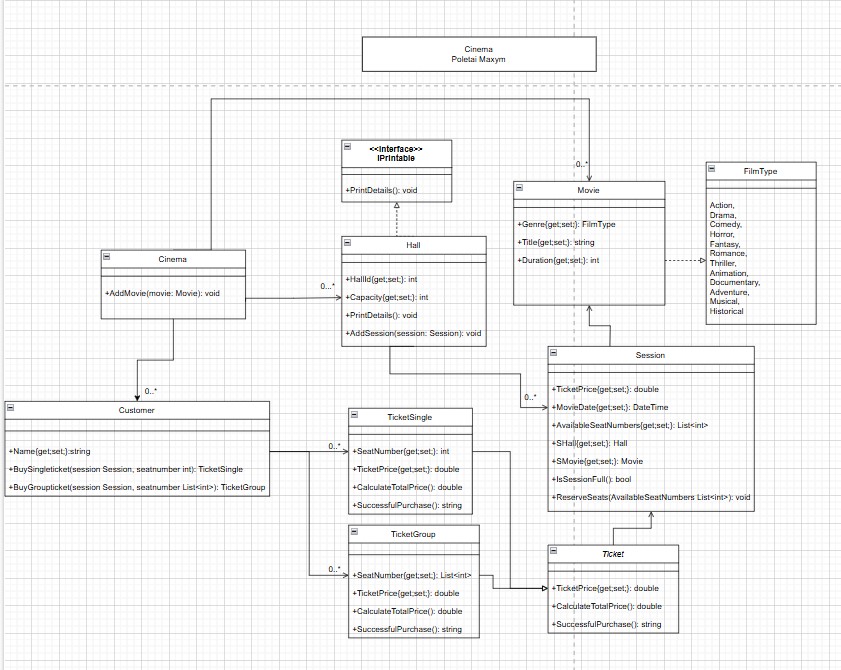 Cinema
Poletai Maxym
<<Interface>>
IPrintable
+PrintDetails(): void
0..*
Movie
+Genre{get;set;}: FilmType
+Title{get;set;}: string
+Duration{get;set;}: int
FilmType
Action,
Drama,
Comedy,
Horror,
Fantasy,
Romance,
Thriller,
Animation,
Documentary,
Adventure,
Musical,
Historical
Cinema
+AddMovie(movie: Movie): void
0...*
Hall
+HallId{get;set;}: int
+Capacity{get;set;}: int
+PrintDetails(): void
+AddSession(session: Session): void
0..*
0..*
Session
+TicketPrice{get;set;}: double
+MovieDate{get;set;}: DateTime
+AvailableSeatNumbers{get;set;}: List<int>
+SHall{get;set;}: Hall
+SMovie{get;set;}: Movie
+IsSessionFull(): bool
+ReserveSeats(AvailableSeatNumbers List<int>): void
Customer
+Name{get;set;}:string
+BuySingleticket(session Session, seatnumber int): TicketSingle
+BuyGroupticket(session Session, seatnumber List<int>): TicketGroup
0..*
TicketSingle
+SeatNumber{get;set;}: int
+TicketPrice{get;set;}: double
+CalculateTotalPrice(): double
+SuccessfulPurchase(): string
0..*
TicketGroup
+SeatNumber{get;set;}: List<int>
+TicketPrice{get;set;}: double
+CalculateTotalPrice(): double
+SuccessfulPurchase(): string
Ticket
+TicketPrice{get;set;}: double
+CalculateTotalPrice(): double
+SuccessfulPurchase(): string